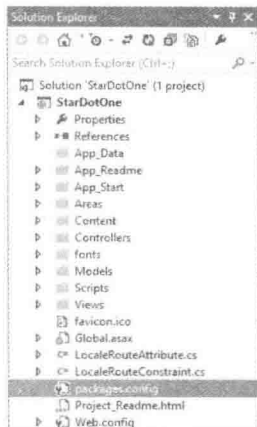 Solution Explorer
Search Solution Explorer (Ctrl+;)
Solution 'StarDotOne' (1 project)
StarDotOne
Properties
References
App_Data
App_Readme
App_Start
Areas
Content
Controllers
fonts
Models
Scripts
Views
favicon.ico
Global.asax
C# LocaleRouteAttribute.cs
C# LocaleRouteConstraint.cs
packages.config
Project_Readme.html
Web.config